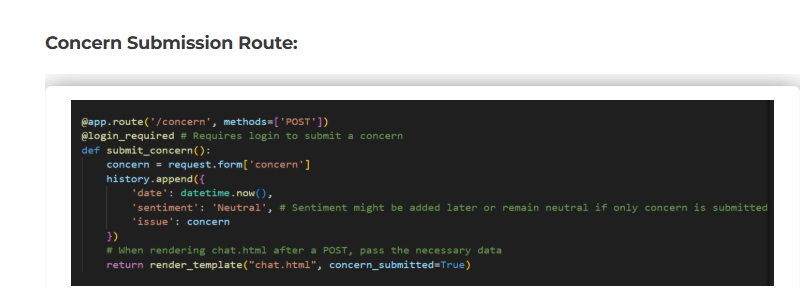 Concern Submission Route:
@app.route('/concern', methods=['POST'])
@login_required # Requires login to submit a concern
def submit_concern():
    concern = request.form['concern']
    history.append({
        'date': datetime.now(),
        'sentiment': 'Neutral', # Sentiment might be added later or remain neutral if only concern is submitted
        'issue': concern
    })
    # When rendering chat.html after a POST, pass the necessary data
    return render_template("chat.html", concern_submitted=True)